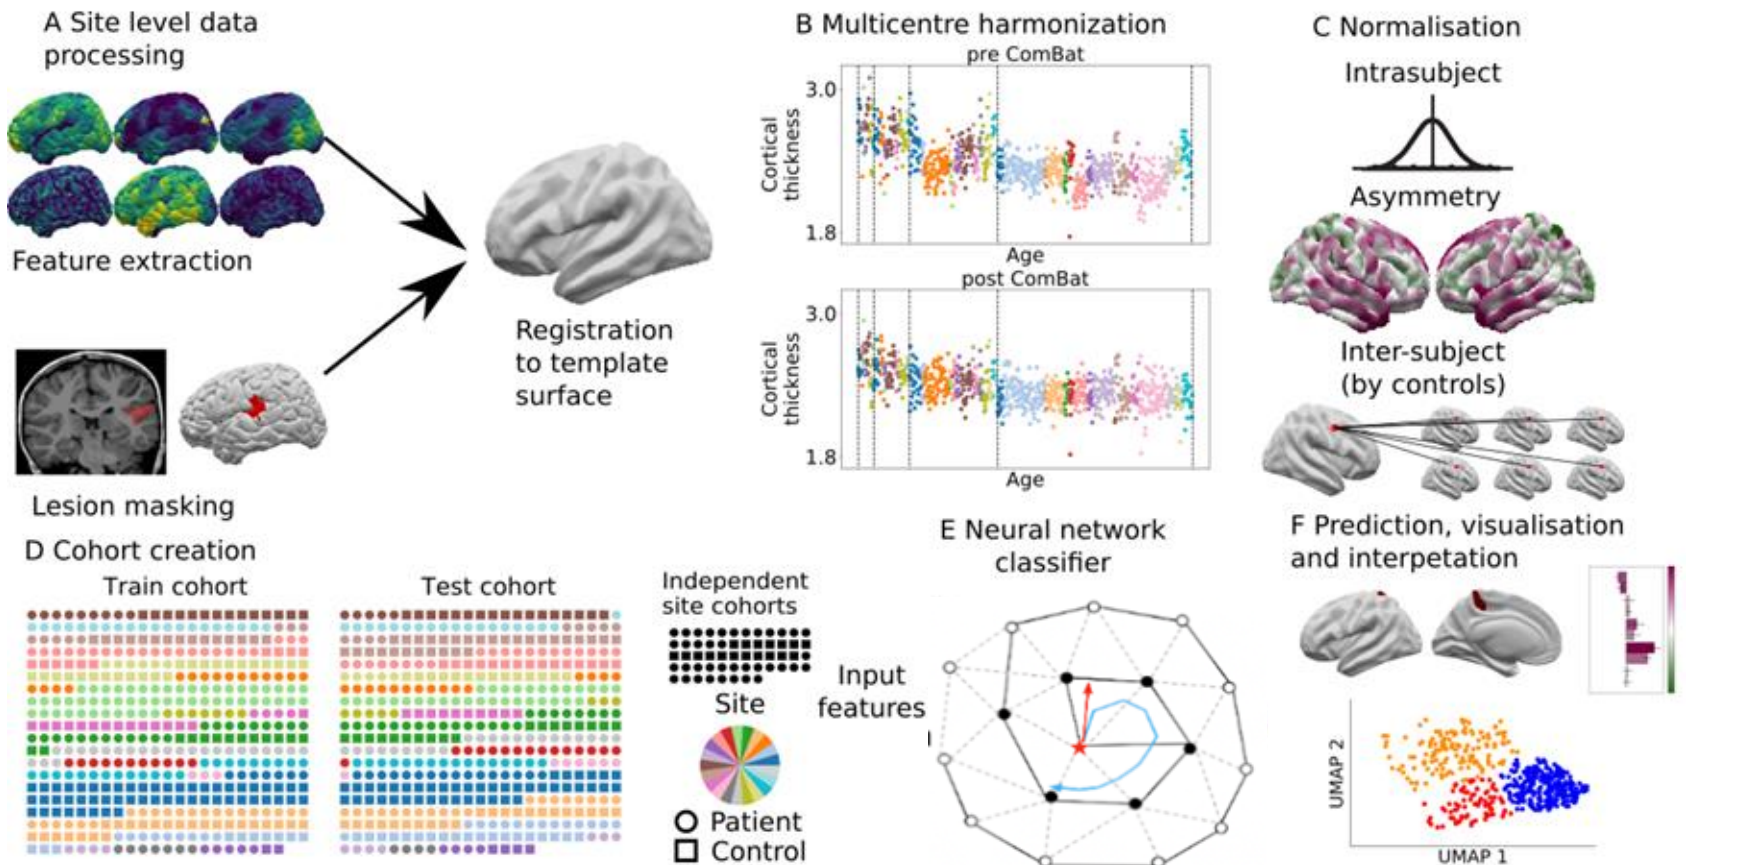 A Site level data
processing
Feature extraction
Lesion masking
Registration
to template
surface
B Multicentre harmonization
pre ComBat
3.0
Cortical
thickness
1.8
Age
post ComBat
3.0
Cortical
thickness
1.8
Age
C Normalisation
Intrasubject
Asymmetry
Inter-subject
(by controls)
D Cohort creation
Train cohort
Test cohort
Independent
site cohorts
Site
Patient
Control
E Neural network
classifier
Input
features
F Prediction, visualisation
and interpetation
UMAP 2
UMAP 1